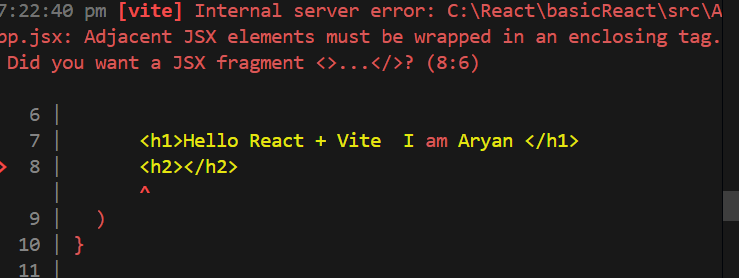 7:22:40 pm [vite] Internal server error: C:\React\basicReact\src\A
pp.jsx: Adjacent JSX elements must be wrapped in an enclosing tag.
Did you want a JSX fragment <>...</>? (8:6)
6 |
7 | <h1>Hello React + Vite  I am Aryan </h1>
> 8 | <h2></h2>
| ^
9 | )
10 | }
11 |